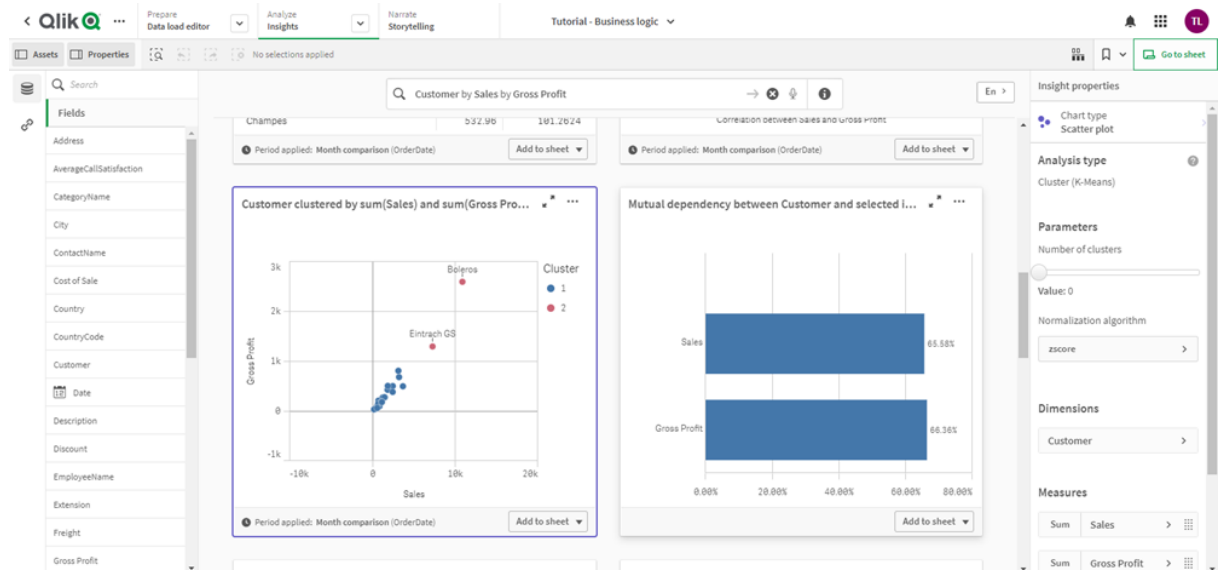 Qlik
Prepare
Data load editor
Analyze
Insights
Narrate
Storytelling
Tutorial - Business logic
TL
Assets
Properties
No selections applied
Go to sheet
Search
Fields
Address
AverageCallSatisfaction
CategoryName
City
ContactName
Cost of Sale
Country
CountryCode
Customer
12 Date
Description
Discount
EmployeeName
Extension
Freight
Gross Profit
Customer by Sales by Gross Profit
En
Champes 532.96 181.2624
Period applied: Month comparison (OrderDate)
Add to sheet
Correlation between Sales and Gross Profit
Period applied: Month comparison (OrderDate)
Add to sheet
Customer clustered by sum(Sales) and sum(Gross Pro...
3k
2k
1k
0
-1k
Gross Profit
Boleros
Eintrach GS
Cluster
1
2
-10k 0 10k 20k
Sales
Period applied: Month comparison (OrderDate)
Add to sheet
Mutual dependency between Customer and selected i...
Sales 65.58%
Gross Profit 66.36%
0.00% 20.00% 40.00% 60.00% 80.00%
Add to sheet
Insight properties
Chart type
Scatter plot
Analysis type
Cluster (K-Means)
Parameters
Number of clusters
Value: 0
Normalization algorithm
zscore
Dimensions
Customer
Measures
Sum Sales
Sum Gross Profit